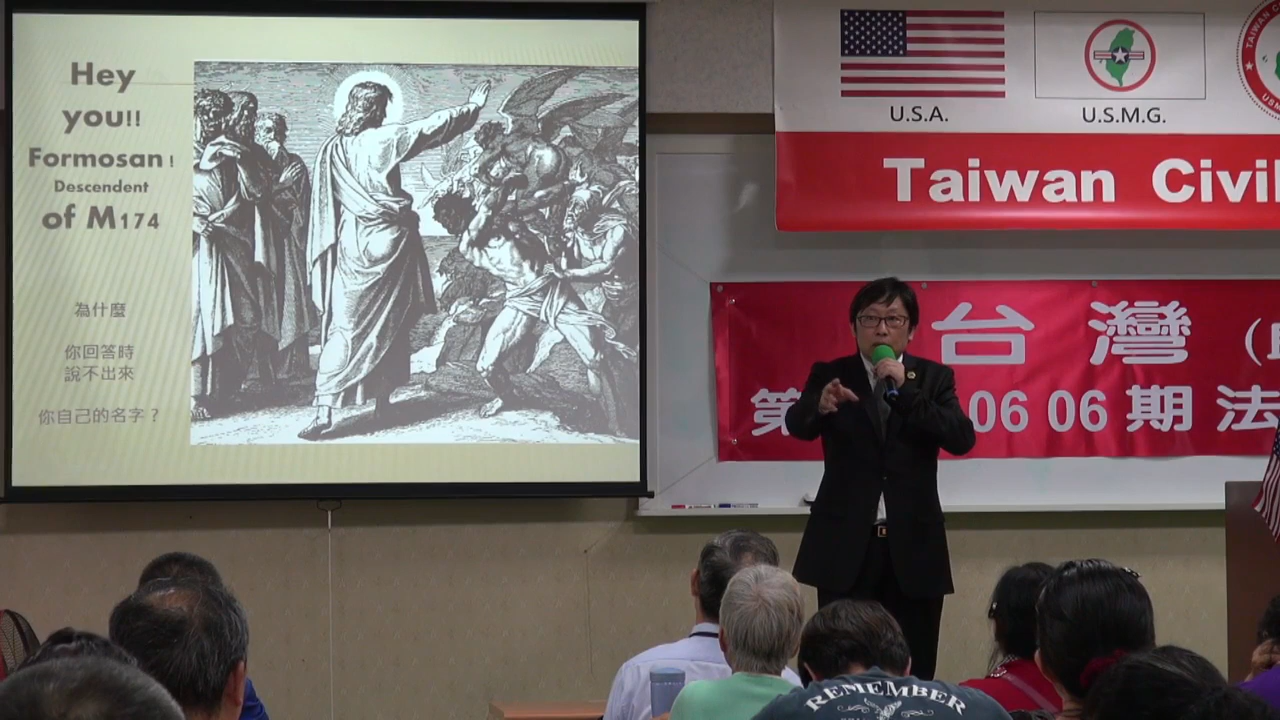 Hey
you!!
Formosan!
Descendent
of M174
為什麼
你回答時
說不出來
你自己的名字？
U.S.A.
U.S.M.G.
Taiwan Civil
台灣（
第 06 06 期 法
REMEMBER